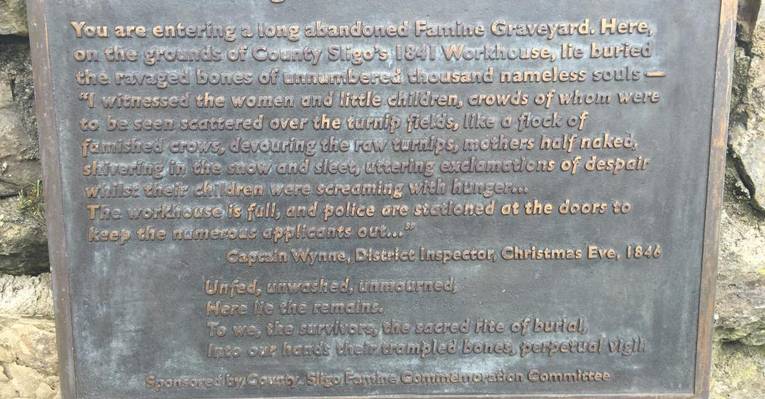 You are entering a long abandoned Famine Graveyard. Here,
on the grounds of County Sligo's 1841 Workhouse, lie buried
the ravaged bones of unnumbered thousand nameless souls —
"I witnessed the women and little children, crowds of whom were
to be seen scattered over the turnip fields, like a flock of
famished crows, devouring the raw turnips, mothers half naked,
shivering in the snow and sleet, uttering exclamations of despair
whilst their children were screaming with hunger...
The workhouse is full, and police are stationed at the doors to
keep the numerous applicants out..."
Captain Wynne, District Inspector, Christmas Eve, 1846
Unfed, unwashed, unmourned,
Here lie the remains.
To we, the survivors, the sacred rite of burial,
Into our hands their trampled bones, perpetual vigil.
Sponsored by County Sligo Famine Commemoration Committee